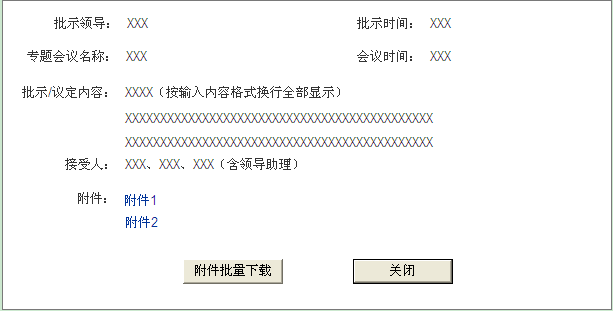 批示领导： XXX 批示时间： XXX
专题会议名称： XXX 会议时间： XXX
批示/议定内容： XXXX（按输入内容格式换行全部显示）
XXXXXXXXXXXXXXXXXXXXXXXXXXXXXXXXXXXXXXXXXXXX
XXXXXXXXXXXXXXXXXXXXXXXXXXXXXXXXXXXXXXXXXXXX
接受人： XXX、XXX、XXX（含领导助理）
附件： 附件1
附件2
附件批量下载 关闭